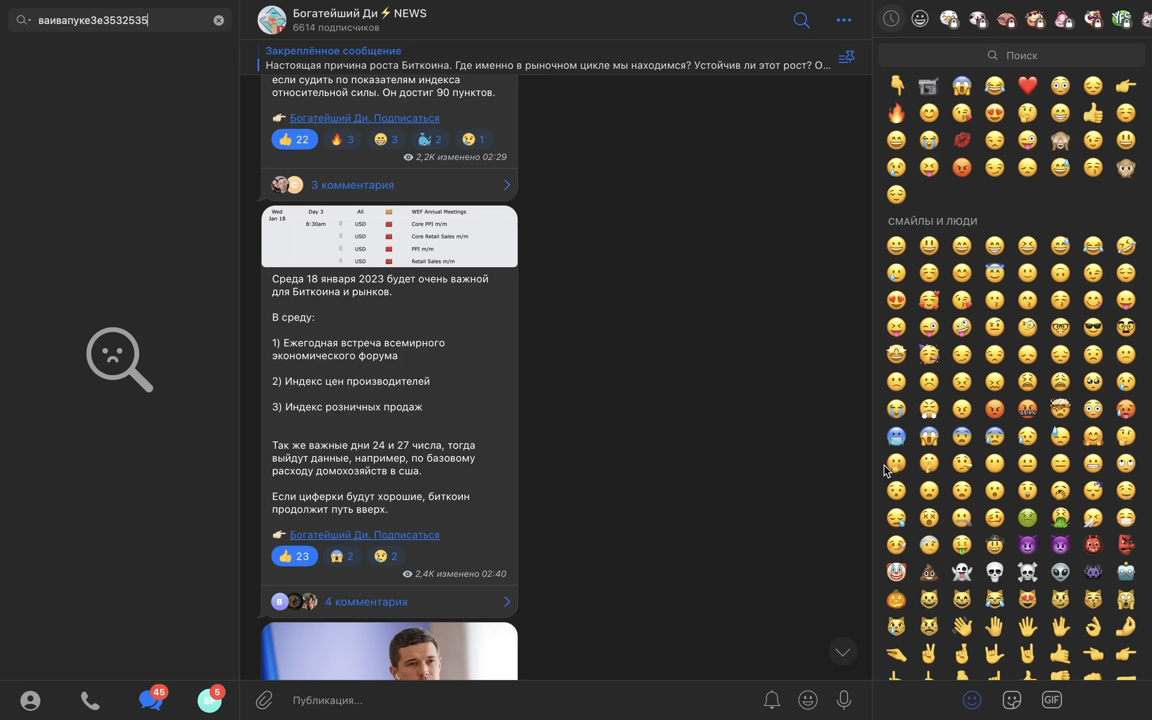 ваивапуке3е3532535
Богатейший Ди⚡NEWS
6614 подписчиков
Закреплённое сообщение
Настоящая причина роста Биткоина. Где именно в рыночном цикле мы находимся? Устойчив ли этот рост? О...
если судить по показателям индекса
относительной силы. Он достиг 90 пунктов.
👉🏻 Богатейший Ди. Подписаться
👍 22 🔥 3 😁 3 🐳 2 😢 1
2,2K изменено 02:29
C
3 комментария
Wed Day 3 All WEF Annual Meetings
Jan 18
8:30am USD Core PPI m/m
USD Core Retail Sales m/m
USD PPI m/m
USD Retail Sales m/m
Среда 18 января 2023 будет очень важной
для Биткоина и рынков.
В среду:
1) Ежегодная встреча всемирного
экономического форума
2) Индекс цен производителей
3) Индекс розничных продаж
Так же важные дни 24 и 27 числа, тогда
выйдут данные, например, по базовому
расходу домохозяйств в сша.
Если циферки будут хорошие, биткоин
продолжит путь вверх.
👉🏻 Богатейший Ди. Подписаться
👍 23 😱 2 😢 2
2,4K изменено 02:40
B
4 комментария
Публикация...
45
5
YFS
Поиск
СМАЙЛЫ И ЛЮДИ
GIF